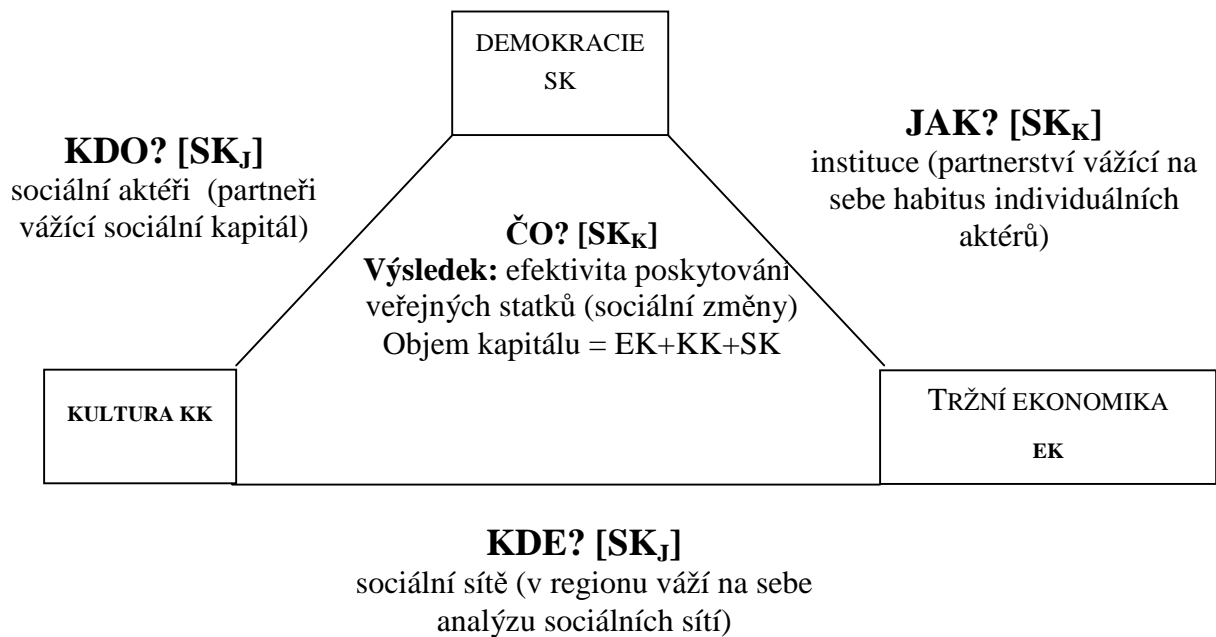 DEMOKRACIE
SK
KDO? [SKJ]
sociální aktéři (partneři
vážící sociální kapitál)
JAK? [SKK]
instituce (partnerství vážící na
sebe habitus individuálních
aktérů)
ČO? [SKK]
Výsledek: efektivita poskytování
veřejných statků (sociální změny)
Objem kapitálu = EK+KK+SK
KULTURA KK
TRŽNÍ EKONOMIKA
EK
KDE? [SKJ]
sociální sítě (v regionu váží na sebe
analýzu sociálních sítí)